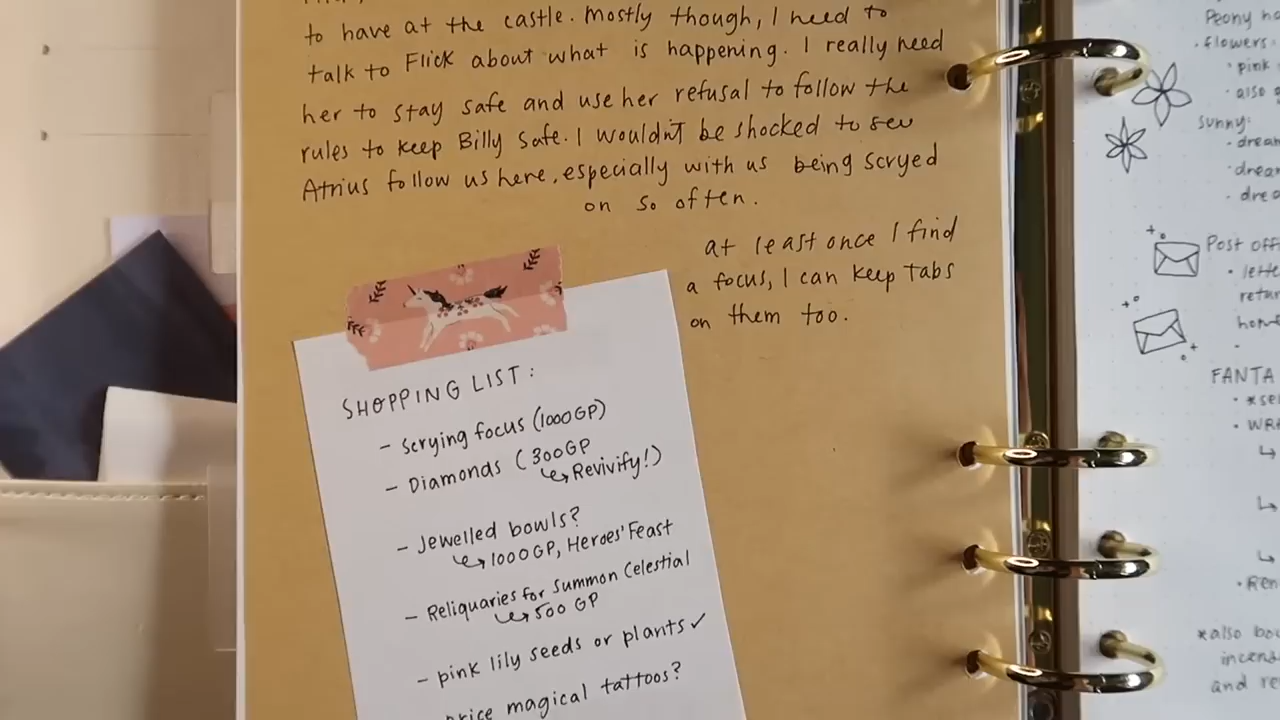 to have at the castle. Mostly though, I need to
talk to Flick about what is happening. I really need
her to stay safe and use her refusal to follow the
rules to keep Billy safe. I wouldn't be shocked to see
Atrius follow us here, especially with us being scryed
on so often.
at least once I find
a focus, I can keep tabs
on them too.
SHOPPING LIST:
- scrying focus (1000GP)
- Diamonds (300GP
↳ Revivify!)
- Jewelled bowls?
↳ 1000GP, Heroes' Feast
- Reliquaries for Summon Celestial
↳ 500 GP
- pink lily seeds or plants ✓
price magical tattoos?
Peony
flowers
pink
also
Sunny:
Post
FANTA
*also
and